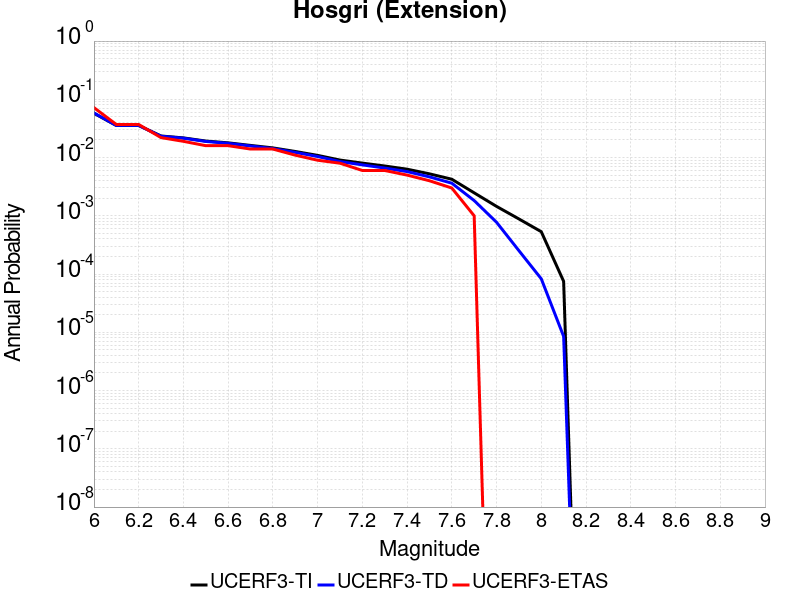 Hosgri (Extension)
10^0
10^-1
10^-2
10^-3
10^-4
10^-5
10^-6
10^-7
10^-8
Annual Probability
6 6.2 6.4 6.6 6.8 7 7.2 7.4 7.6 7.8 8 8.2 8.4 8.6 8.8 9
Magnitude
UCERF3-TI UCERF3-TD UCERF3-ETAS